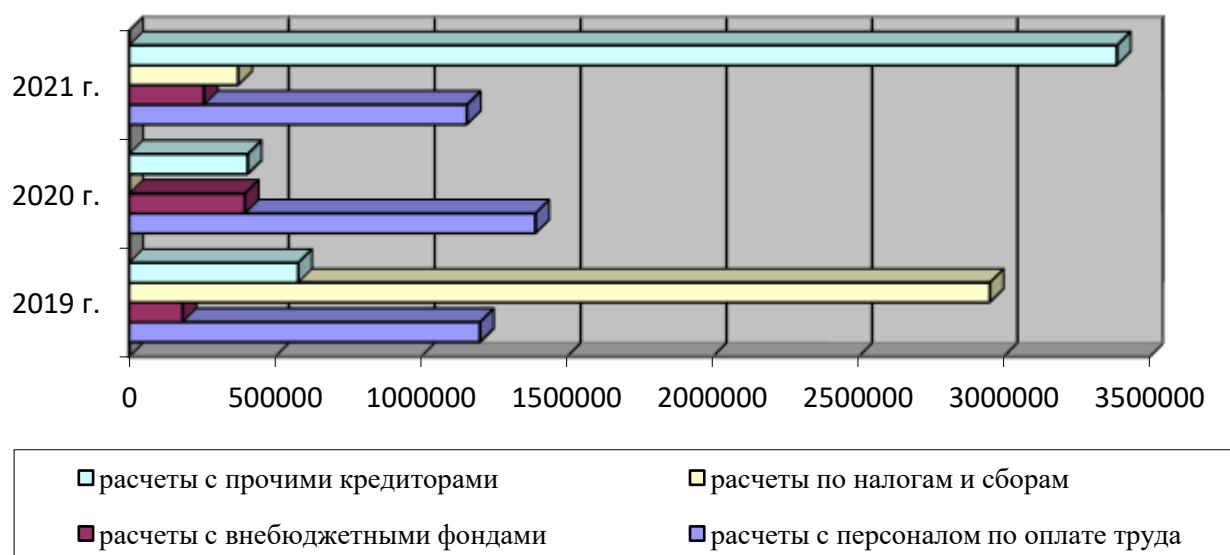 2021 г.
2020 г.
2019 г.
0 500000 1000000 1500000 2000000 2500000 3000000 3500000
расчеты с прочими кредиторами расчеты по налогам и сборам
расчеты с внебюджетными фондами расчеты с персоналом по оплате труда